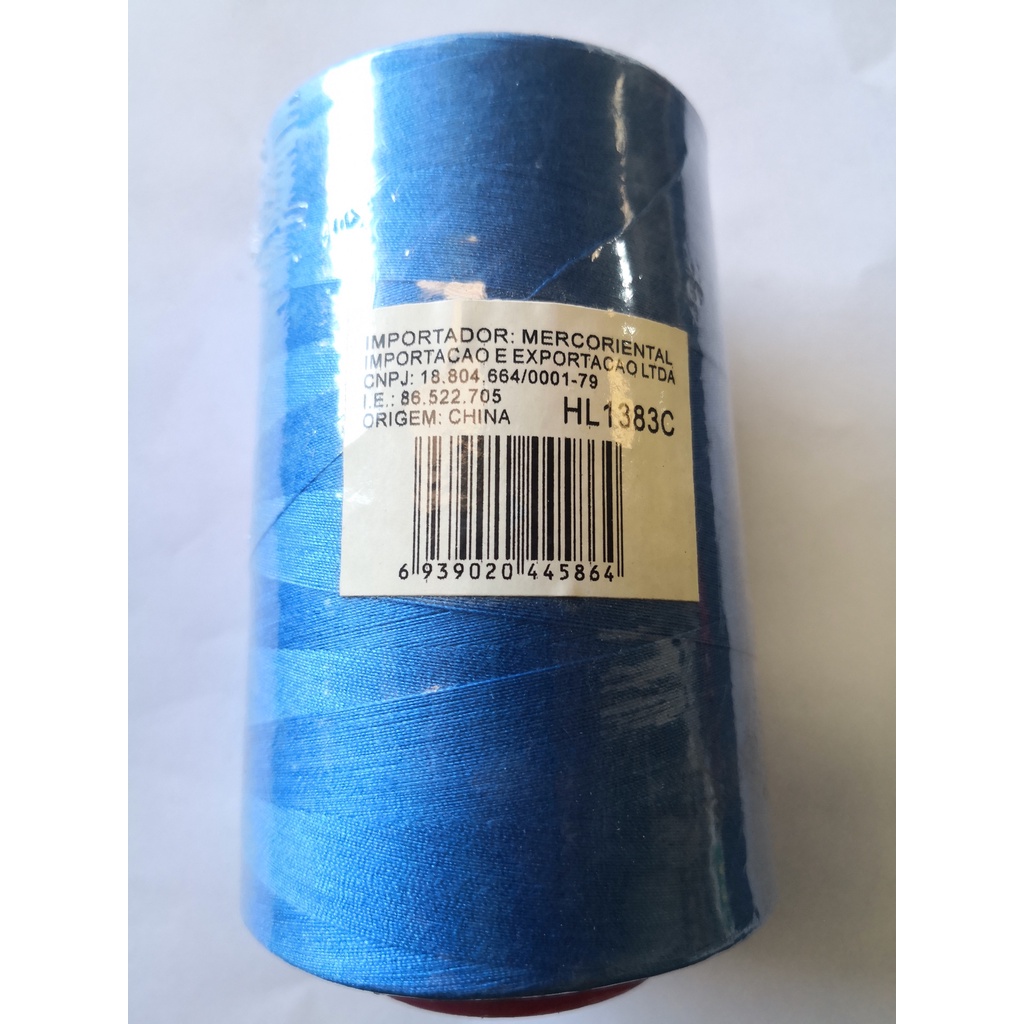 IMPORTADOR: MERCORIENTAL
IMPORTACAO E EXPORTACAO LTDA
CNPJ: 18.804.664/0001-79
I.E.: 86.522.705
ORIGEM: CHINA HL1383C
6 939020 445864